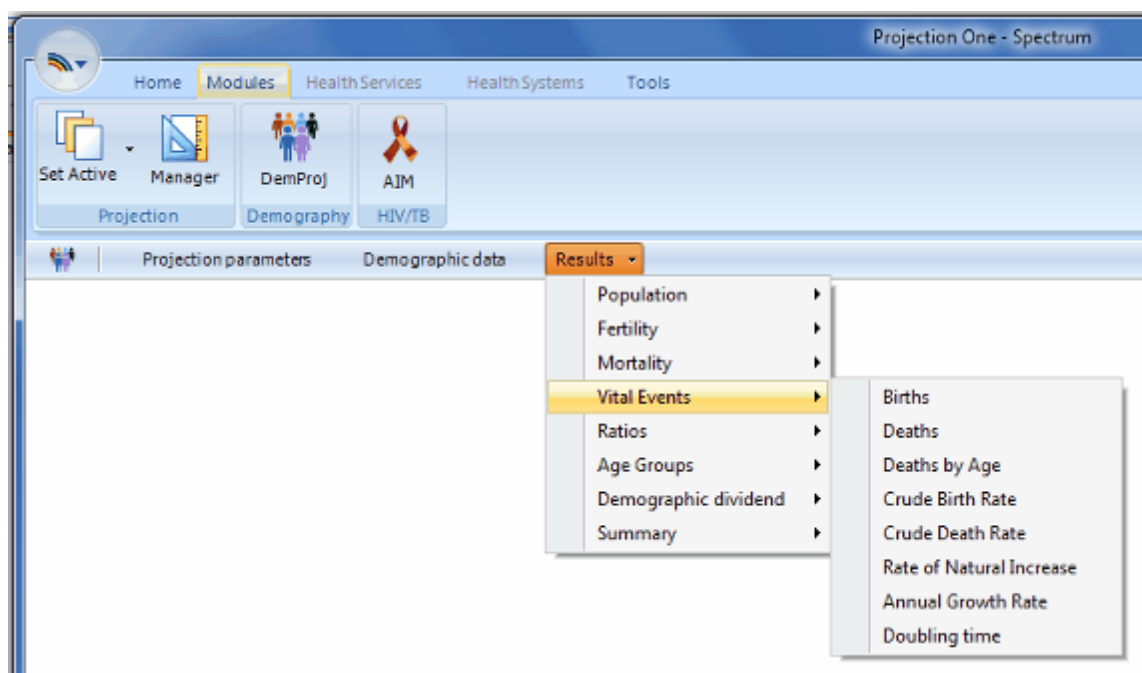 Projection One - Spectrum
Home Modules Health Services Health Systems Tools
Set Active Manager DemProj AIM
Projection Demography HIV/TB
Projection parameters Demographic data Results
Population
Fertility
Mortality
Vital Events
Ratios
Age Groups
Demographic dividend
Summary
Births
Deaths
Deaths by Age
Crude Birth Rate
Crude Death Rate
Rate of Natural Increase
Annual Growth Rate
Doubling time